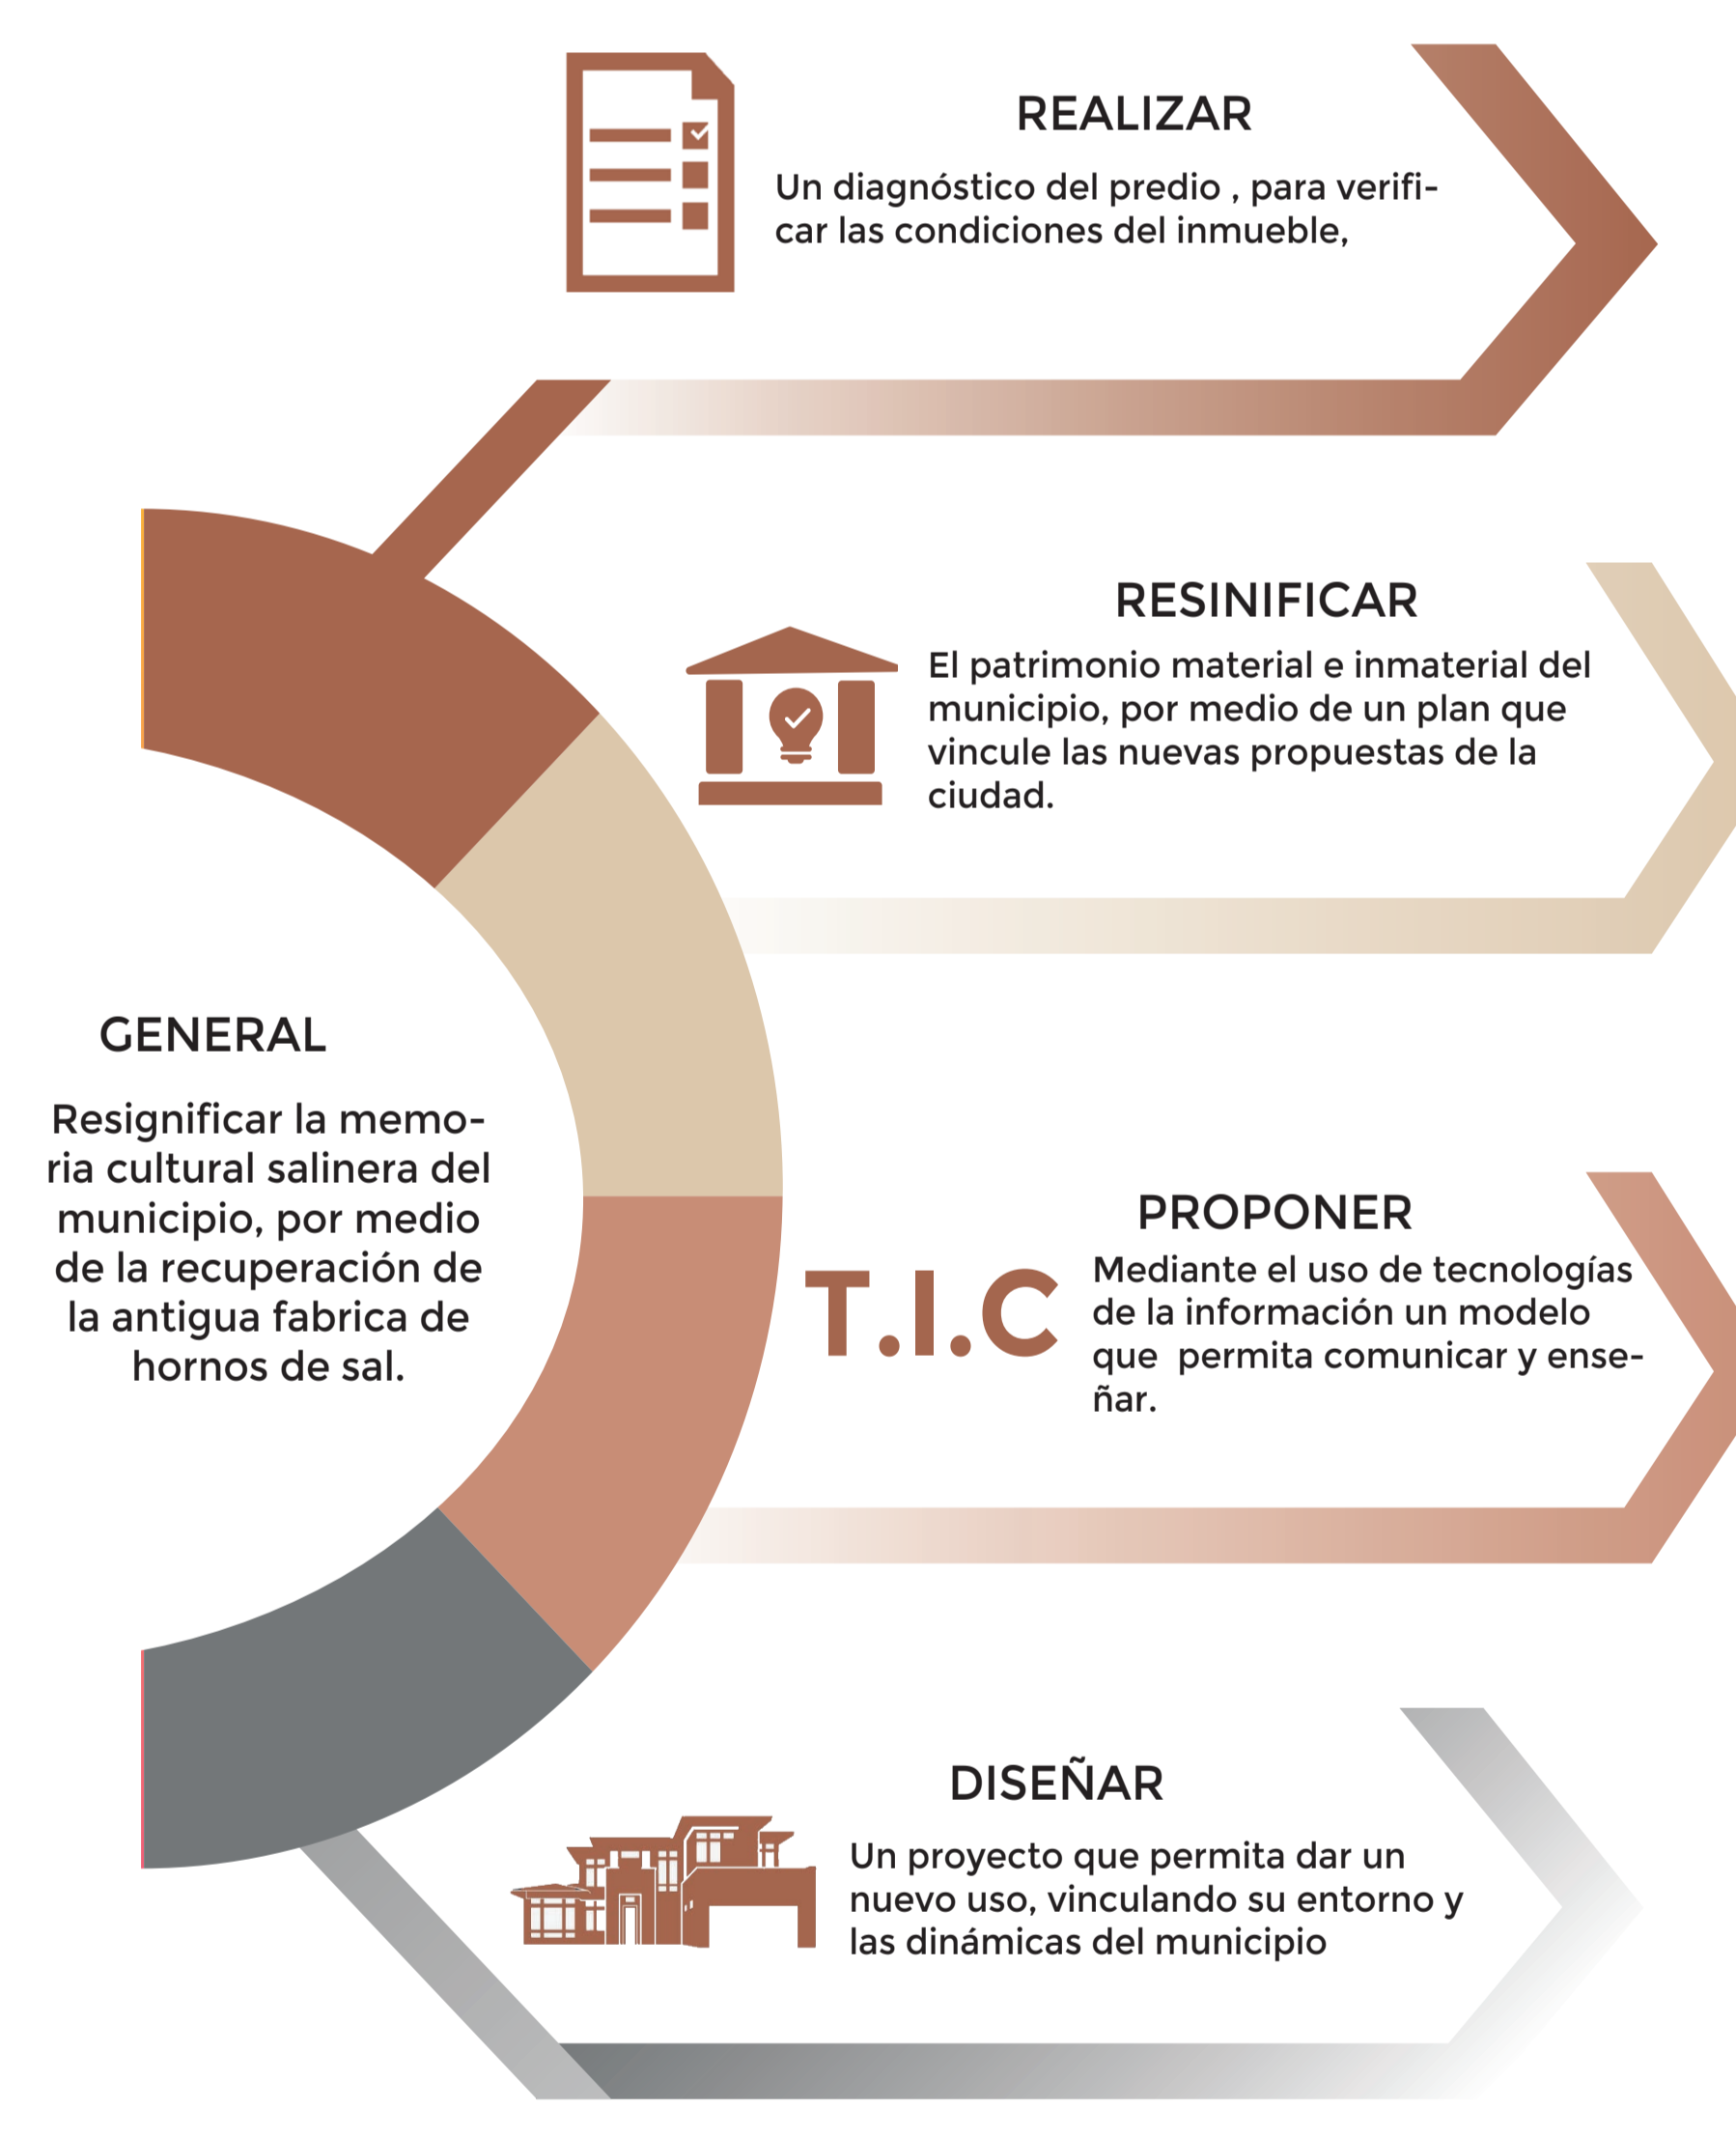 REALIZAR
Un diagnóstico del predio , para verifi-
car las condiciones del inmueble,
RESINIFICAR
El patrimonio material e inmaterial del
municipio, por medio de un plan que
vincule las nuevas propuestas de la
ciudad.
GENERAL
Resignificar la memo-
ria cultural salinera del
municipio, por medio
de la recuperación de
la antigua fabrica de
hornos de sal.
T.I.C
PROPONER
Mediante el uso de tecnologías
de la información un modelo
que  permita comunicar y ense-
ñar.
DISEÑAR
Un proyecto que permita dar un
nuevo uso, vinculando su entorno y
las dinámicas del municipio